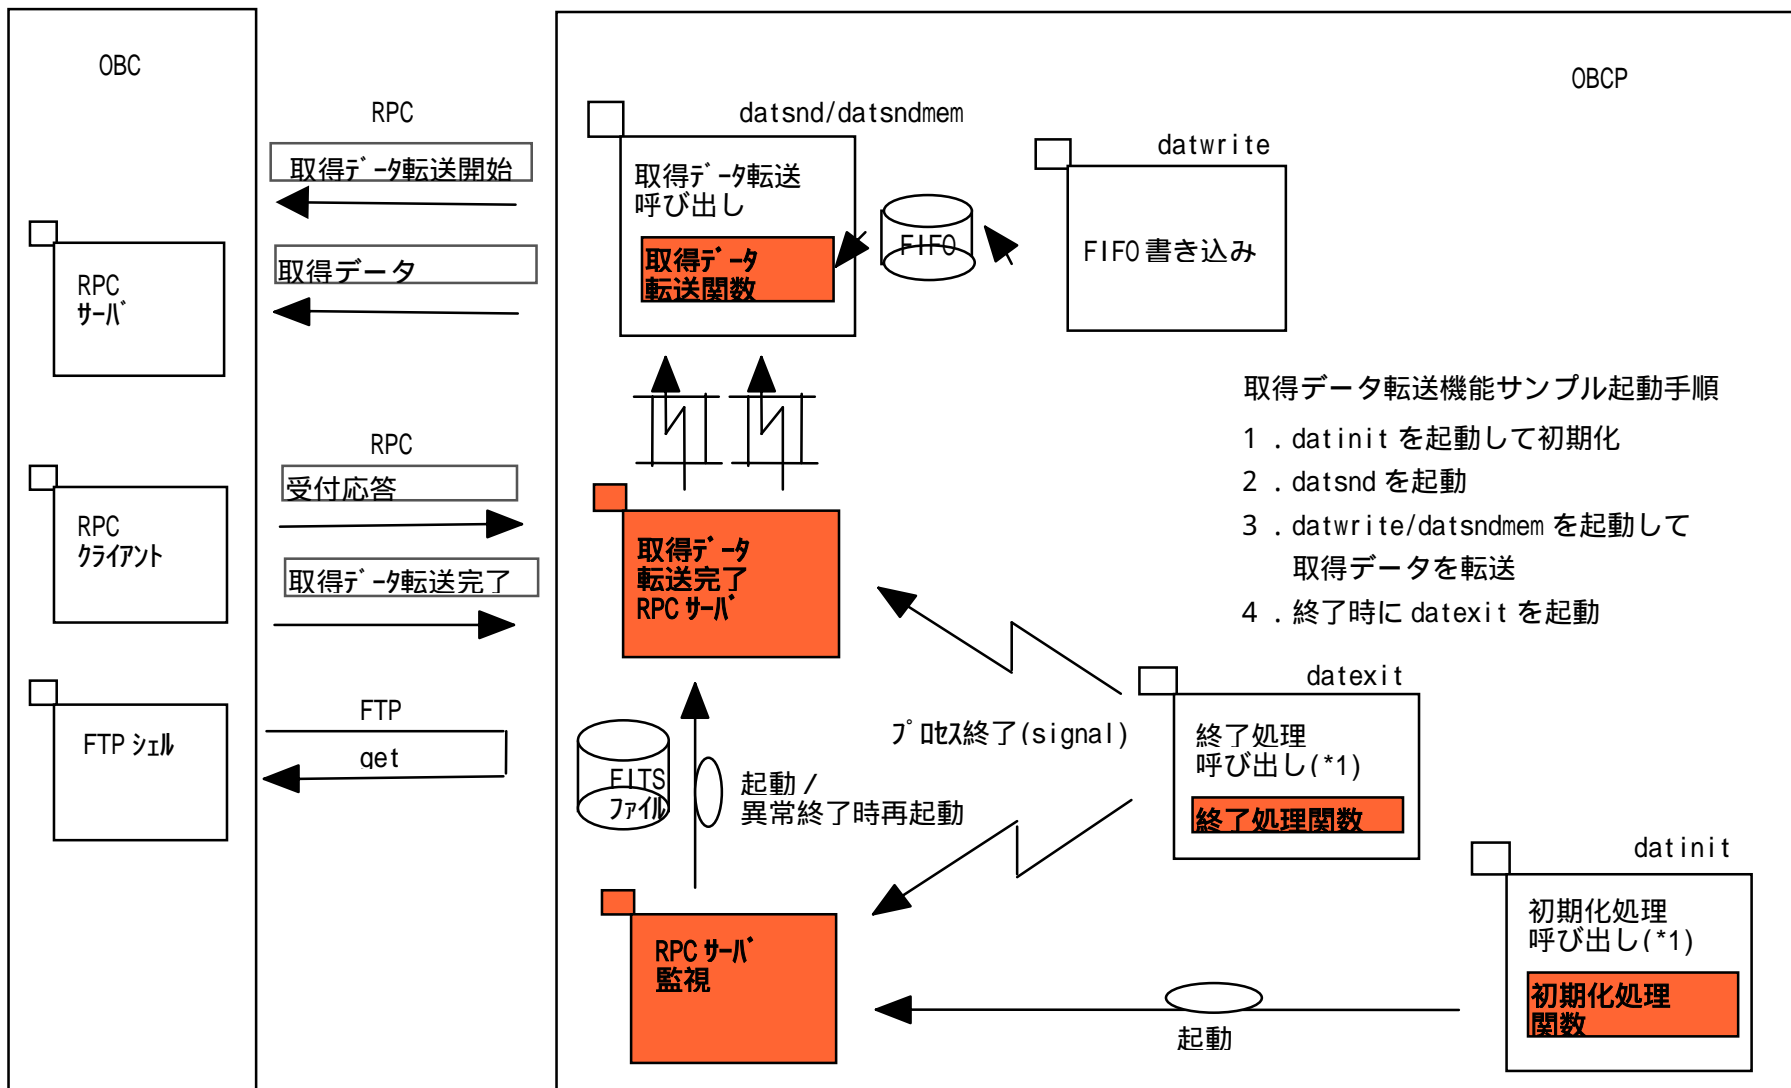 OBC
RPC
サーバ
RPC
クライアント
FTP シェル
RPC
取得データ転送開始
取得データ
RPC
受付応答
取得データ転送完了
FTP
get
OBCP
datsnd/datsndmem
取得データ転送
呼び出し
取得データ
転送関数
FIFO
datwrite
FIFO 書き込み
取得データ
転送完了
RPC サーバ
FITS
ファイル
起動 /
異常終了時再起動
RPC サーバ
監視
取得データ転送機能サンプル起動手順
1 . datinit を起動して初期化
2 . datsnd を起動
3 . datwrite/datsndmem を起動して
取得データを転送
4 . 終了時に datexit を起動
プロセス終了(signal)
datexit
終了処理
呼び出し(*1)
終了処理関数
datinit
初期化処理
呼び出し(*1)
初期化処理
関数
起動